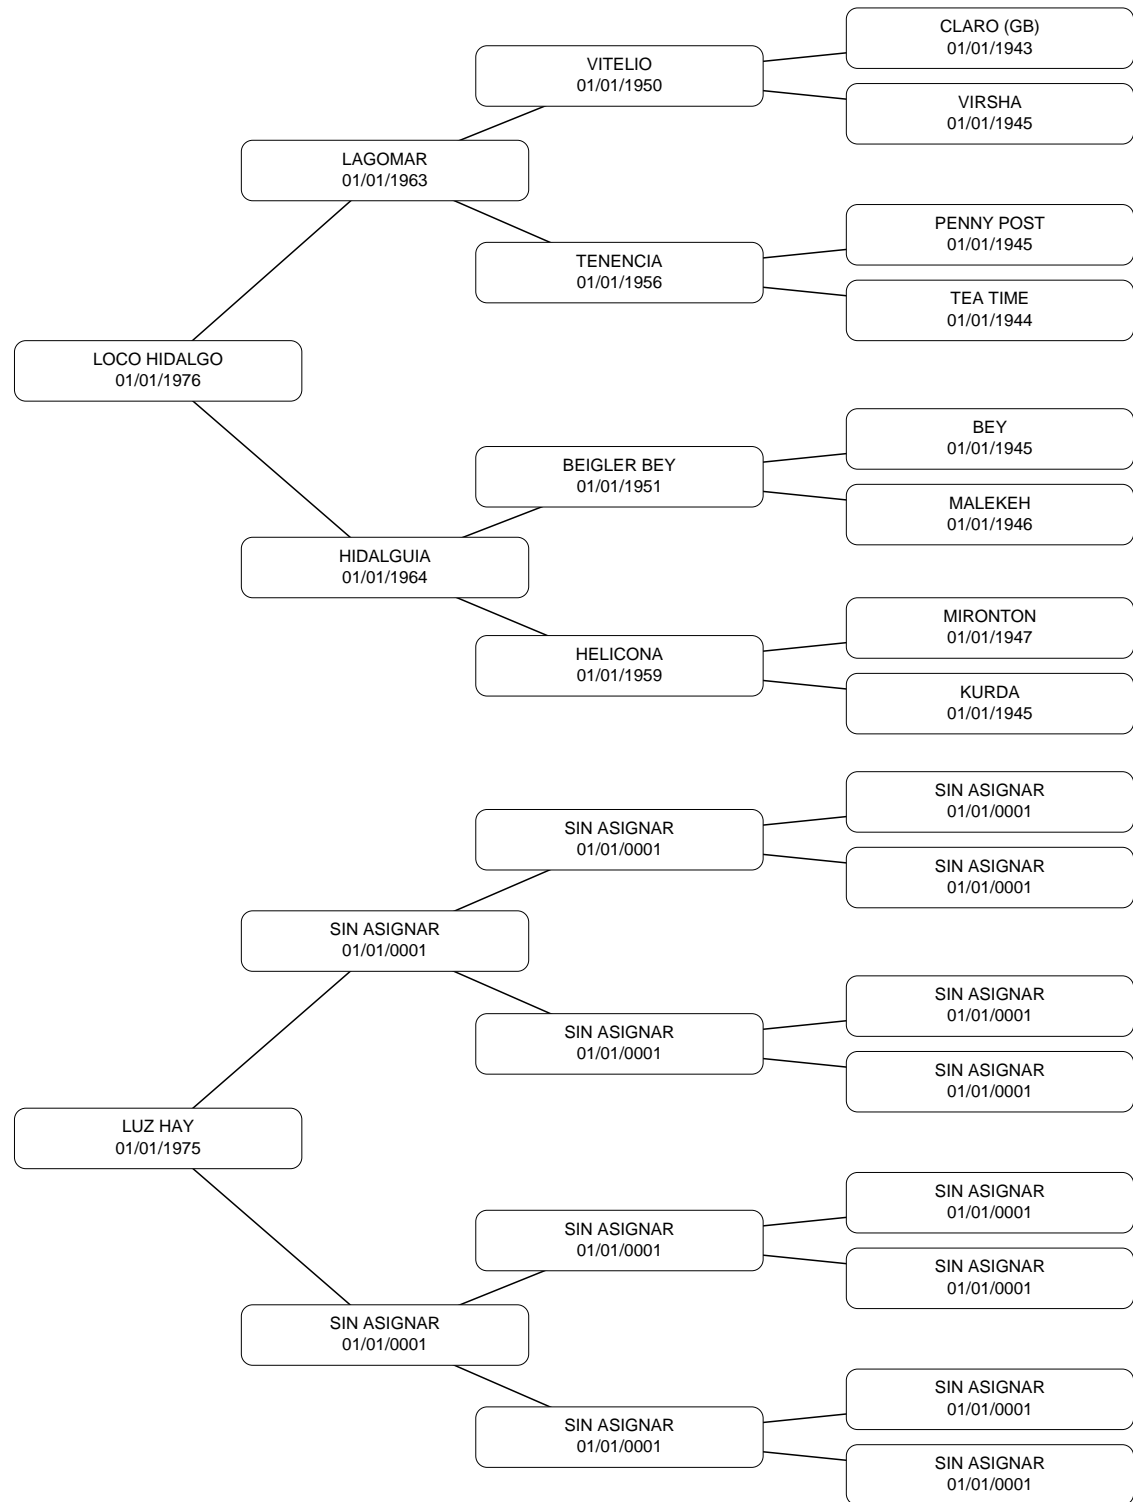 CLARO (GB)
01/01/1943
VITELIO
01/01/1950
VIRSHA
01/01/1945
LAGOMAR
01/01/1963
PENNY POST
01/01/1945
TENENCIA
01/01/1956
TEA TIME
01/01/1944
LOCO HIDALGO
01/01/1976
BEY
01/01/1945
BEIGLER BEY
01/01/1951
MALEKEH
01/01/1946
HIDALGUIA
01/01/1964
MIRONTON
01/01/1947
HELICONA
01/01/1959
KURDA
01/01/1945
SIN ASIGNAR
01/01/0001
SIN ASIGNAR
01/01/0001
SIN ASIGNAR
01/01/0001
SIN ASIGNAR
01/01/0001
SIN ASIGNAR
01/01/0001
SIN ASIGNAR
01/01/0001
SIN ASIGNAR
01/01/0001
LUZ HAY
01/01/1975
SIN ASIGNAR
01/01/0001
SIN ASIGNAR
01/01/0001
SIN ASIGNAR
01/01/0001
SIN ASIGNAR
01/01/0001
SIN ASIGNAR
01/01/0001
SIN ASIGNAR
01/01/0001
SIN ASIGNAR
01/01/0001